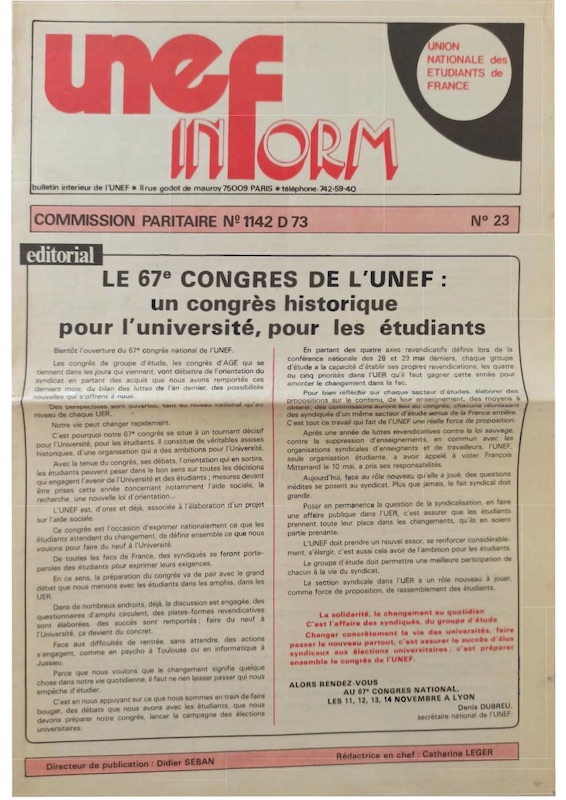 unef
inform
UNION
NATIONALE des
ETUDIANTS de
FRANCE
bulletin interieur de l'UNEF • 11 rue godot de mauroy 75009 PARIS • téléphone. 742-59-40
COMMISSION PARITAIRE Nº 1142 D 73 Nº 23
editorial
LE 67e CONGRES DE L'UNEF :
un congrès historique
pour l'université, pour les étudiants
Bientôt l'ouverture du 67e congrès national de l'UNEF.
Les congrès de groupe d'étude, les congrès d'AGE qui se
tiennent dans les jours qui viennent, vont débattre de l'orientation du
syndicat en partant des acquis que nous avons remportés ces
derniers mois, du bilan des luttes de l'an dernier, des possibilités
nouvelles qui s'offrent à nous.
Des perspectives sont ouvertes, tant au niveau national qu'au
niveau de chaque UER.
Notre vie peut changer rapidement.
C'est pourquoi notre 67e congrès se situe à un tournant décisif
pour l'Université, pour les étudiants. Il constitue de véritables assises
historiques, d'une organisation qui a des ambitions pour l'Université.
Avec la tenue du congrès, ses débats, l'orientation qui en sortira,
les étudiants peuvent peser dans le bon sens sur toutes les décisions
qui engagent l'avenir de l'Université et des étudiants ; mesures devant
être prises cette année concernant notamment l'aide sociale, la
recherche, une nouvelle loi d'orientation...
L'UNEF est, d'ores et déjà, associée à l'élaboration d'un projet
sur l'aide sociale.
Ce congrès est l'occasion d'exprimer nationalement ce que les
étudiants attendent du changement, de définir ensemble ce que nous
voulons pour faire du neuf à l'Université.
De toutes les facs de France, des syndiqués se feront porte-
paroles des étudiants pour exprimer leurs exigences.
En ce sens, la préparation du congrès va de pair avec le grand
débat que nous menons avec les étudiants dans les amphis, dans les
UER.
Dans de nombreux endroits, déjà, la discussion est engagée, des
questionnaires d'amphi circulent, des plates-formes revendicatives
sont élaborées, des succès sont remportés ; faire du neuf à
l'Université, ça devient du concret.
Face aux difficultés de rentrée, sans attendre, des actions
s'engagent, comme en psycho à Toulouse ou en informatique à
Jussieu.
Parce que nous voulons que le changement signifie quelque
chose dans notre vie quotidienne, il faut ne rien laisser passer qui nous
empêche d'étudier.
C'est en nous appuyant sur ce que nous sommes en train de faire
bouger, des débats que nous avons avec les étudiants, que nous
devons préparer notre congrès, lancer la campagne des élections
universitaires.
En partant des quatre axes revendicatifs définis lors de la
conférence nationale des 28 et 29 mai derniers, chaque groupe
d'étude a la capacité d'établir ses propres revendications, les quatre
ou cinq priorités dans l'UER qu'il faut gagner cette année pour
amorcer le changement dans la fac.
Pour bien réfléchir sur chaque secteur d'études, élaborer des
propositions sur le contenu, de leur enseignement, des moyens à
obtenir, des commissions auront lieu au congrès, chacune réunissant
des syndiqués d'un même secteur d'étude venus de la France entière.
C'est tout ce travail qui fait de l'UNEF une réelle force de proposition.
Après une année de luttes revendicatives contre la loi sauvage,
contre la suppression d'enseignements, en commun avec les
organisations syndicales d'enseignants et de travailleurs, l'UNEF,
seule organisation étudiante, a avoir appelé à voter François
Mitterrand le 10 mai, a pris ses responsabilités.
Aujourd'hui, face au rôle nouveau qu'elle a joué, des questions
inédites se posent au syndicat. Plus que jamais, le fait syndical doit
grandir.
Poser en permanence la question de la syndicalisation, en faire
une affaire publique dans l'UER, c'est assurer que les étudiants
prennent toute leur place dans les changements, qu'ils en soient
partie prenante.
L'UNEF doit prendre un nouvel essor, se renforcer considérable-
ment, s'élargir, c'est aussi cela avoir de l'ambition pour les étudiants.
Le groupe d'étude doit permettre une meilleure participation de
chacun à la vie du syndicat.
La section syndicale dans l'UER a un rôle nouveau à jouer,
comme force de proposition, de rassemblement des étudiants.
La solidarité, le changement au quotidien
C'est l'affaire des syndiqués, du groupe d'étude
Changer concrètement la vie des universités, faire
passer le nouveau partout, c'est assurer le succès d'élus
syndicaux aux élections universitaires ; c'est préparer
ensemble le congrès de l'UNEF.
ALORS RENDEZ-VOUS
AU 67e CONGRES NATIONAL,
LES 11, 12, 13, 14 NOVEMBRE A LYON
Denis DUBREU,
secrétaire national de l'UNEF.
Directeur de publication : Didier SEBAN Rédactrice en chef : Catherine LEGER